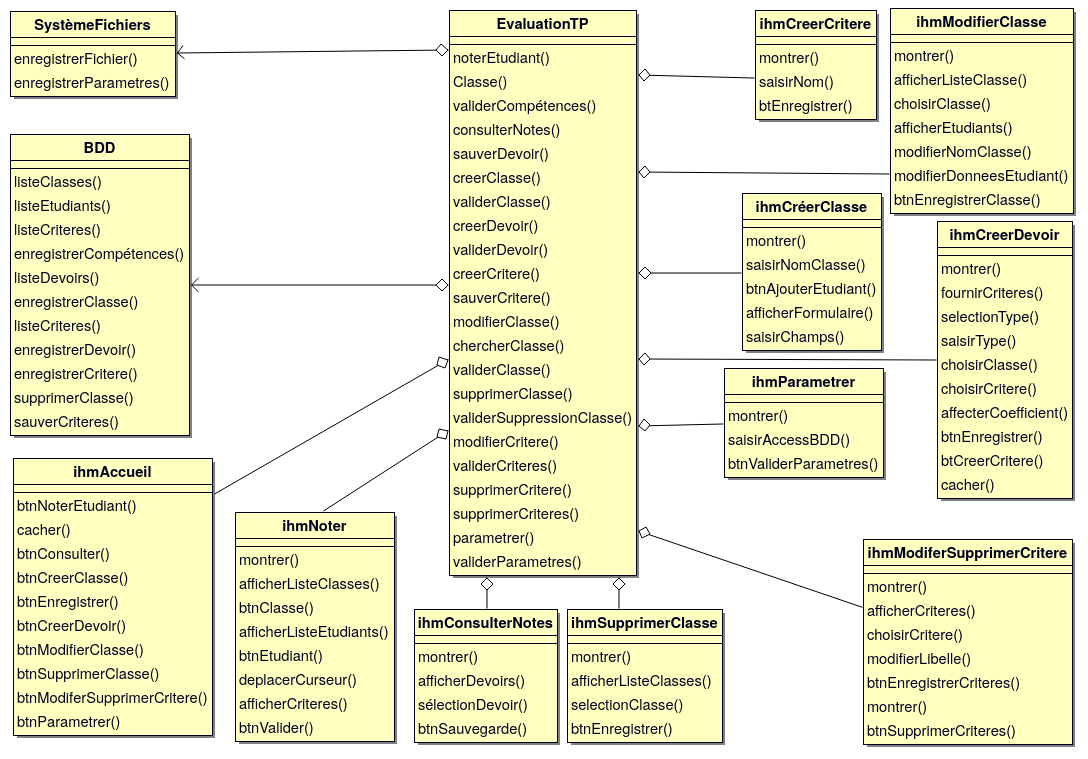 SystèmeFichiers
enregistrerFichier()
enregistrerParametres()
BDD
listeClasses()
listeEtudiants()
listeCriteres()
enregistrerCompétences()
listeDevoirs()
enregistrerClasse()
listeCriteres()
enregistrerDevoir()
enregistrerCritere()
supprimerClasse()
sauverCriteres()
ihmAccueil
btnNoterEtudiant()
cacher()
btnConsulter()
btnCreerClasse()
btnEnregistrer()
btnCreerDevoir()
btnModifierClasse()
btnSupprimerClasse()
btnModiferSupprimerCritere()
btnParametrer()
ihmNoter
montrer()
afficherListeClasses()
btnClasse()
afficherListeEtudiants()
btnEtudiant()
deplacerCurseur()
afficherCriteres()
btnValider()
EvaluationTP
noterEtudiant()
Classe()
validerCompétences()
consulterNotes()
sauverDevoir()
creerClasse()
validerClasse()
creerDevoir()
validerDevoir()
creerCritere()
sauverCritere()
modifierClasse()
chercherClasse()
validerClasse()
supprimerClasse()
validerSuppressionClasse()
modifierCritere()
validerCriteres()
supprimerCritere()
supprimerCriteres()
parametrer()
validerParametres()
ihmConsulterNotes
montrer()
afficherDevoirs()
sélectionDevoir()
btnSauvegarde()
ihmSupprimerClasse
montrer()
afficherListeClasses()
selectionClasse()
btnEnregistrer()
ihmCreerCritere
montrer()
saisirNom()
btEnregistrer()
ihmModifierClasse
montrer()
afficherListeClasse()
choisirClasse()
afficherEtudiants()
modifierNomClasse()
modifierDonneesEtudiant()
btnEnregistrerClasse()
ihmCréerClasse
montrer()
saisirNomClasse()
btnAjouterEtudiant()
afficherFormulaire()
saisirChamps()
ihmCreerDevoir
montrer()
fournirCriteres()
selectionType()
saisirType()
choisirClasse()
choisirCritere()
affecterCoefficient()
btnEnregistrer()
btCreerCritere()
cacher()
ihmParametrer
montrer()
saisirAccessBDD()
btnValiderParametres()
ihmModiferSupprimerCritere
montrer()
afficherCriteres()
choisirCritere()
modifierLibelle()
btnEnregistrerCriteres()
montrer()
btnSupprimerCriteres()